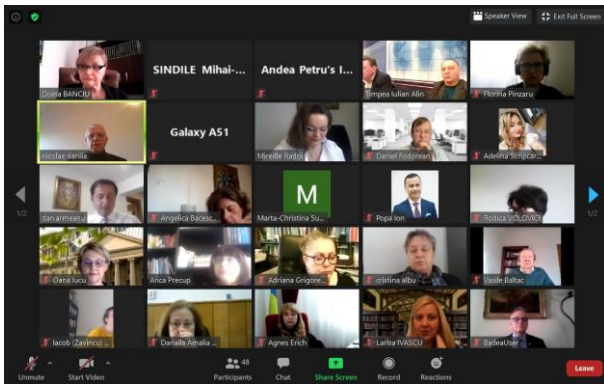 Speaker View
Exit Full Screen
Doina BANCIU
SINDILE Mihai-...
Andea Petru's I...
Timpea Iulian Alin
Florina Pinzaru
nicolae danila
Galaxy A51
Mireille Radoi
Daniel Fodorean
Adelina Scripcar...
dan armeanu
Angelica Bacesc...
M
Marta-Christina Su...
Popa Ion
Rodica VOLOVICI
Oana Iucu
Anca Precup
Adriana Grigore...
cristina albu
Vasile Baltac
Iacob (Zavincu) ...
Danaila Amalia ...
Agnes Erich
Larisa IVASCU
BadeaUser
1/2
1/2
Unmute
Start Video
Participants
48
Chat
Share Screen
Record
Reactions
Leave